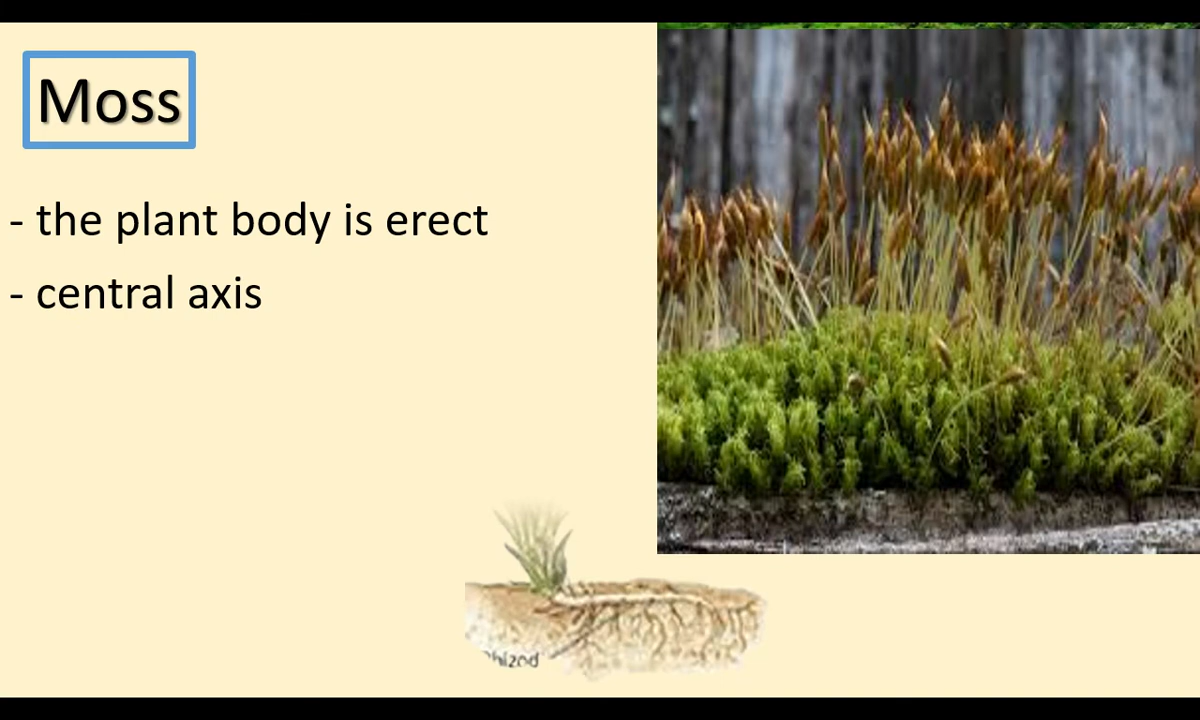 Moss
- the plant body is erect
- central axis